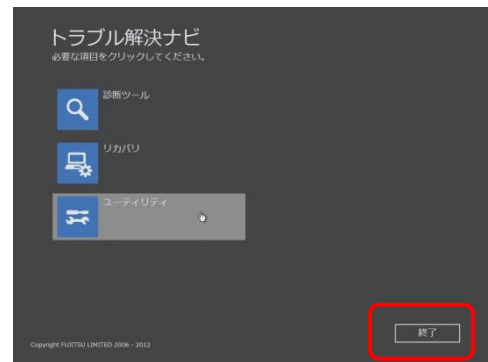 トラブル解決ナビ
必要な項目をクリックしてください。
診断ツール
リカバリ
ユーティリティ
終了
Copyright FUJITSU LIMITED 2006 - 2012